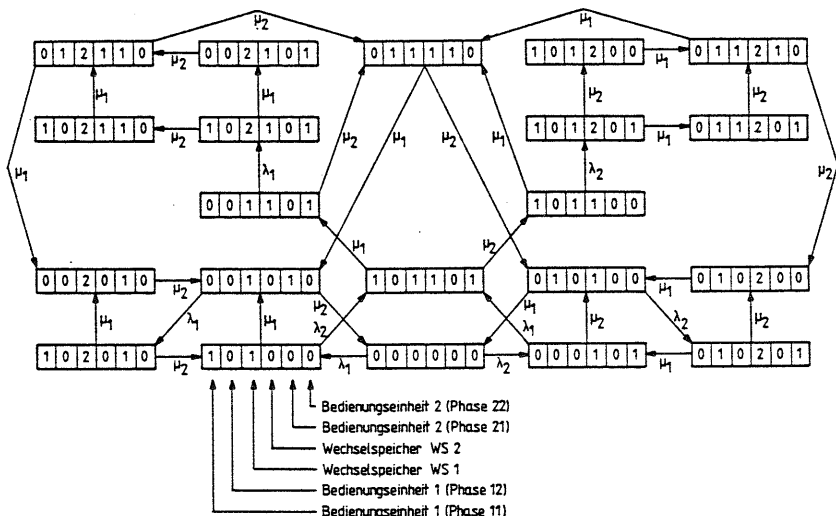 μ2 μ1
0 1 2 1 1 0 μ2 0 0 2 1 0 1 0 1 1 1 1 0 1 0 1 2 0 0 μ1 0 1 1 2 1 0
μ1 μ1 μ2 μ2
1 0 2 1 1 0 μ2 1 0 2 1 0 1 μ2 μ1 μ2 μ1 1 0 1 2 0 1 μ1 0 1 1 2 0 1
μ1 λ1 λ2 μ2
0 0 1 1 0 1 1 0 1 1 0 0
μ1 μ2
0 0 2 0 1 0 μ2 0 0 1 0 1 0 μ2 1 0 1 1 0 1 0 1 0 1 0 0 μ1 0 1 0 2 0 0
μ1 λ1 μ1 λ2 λ1 μ1 μ2 λ2 μ2
1 0 2 0 1 0 μ2 1 0 1 0 0 0 λ1 0 0 0 0 0 0 λ2 0 0 0 1 0 1 μ1 0 1 0 2 0 1
Bedienungseinheit 2 (Phase 22)
Bedienungseinheit 2 (Phase 21)
Wechselspeicher WS 2
Wechselspeicher WS 1
Bedienungseinheit 1 (Phase 12)
Bedienungseinheit 1 (Phase 11)